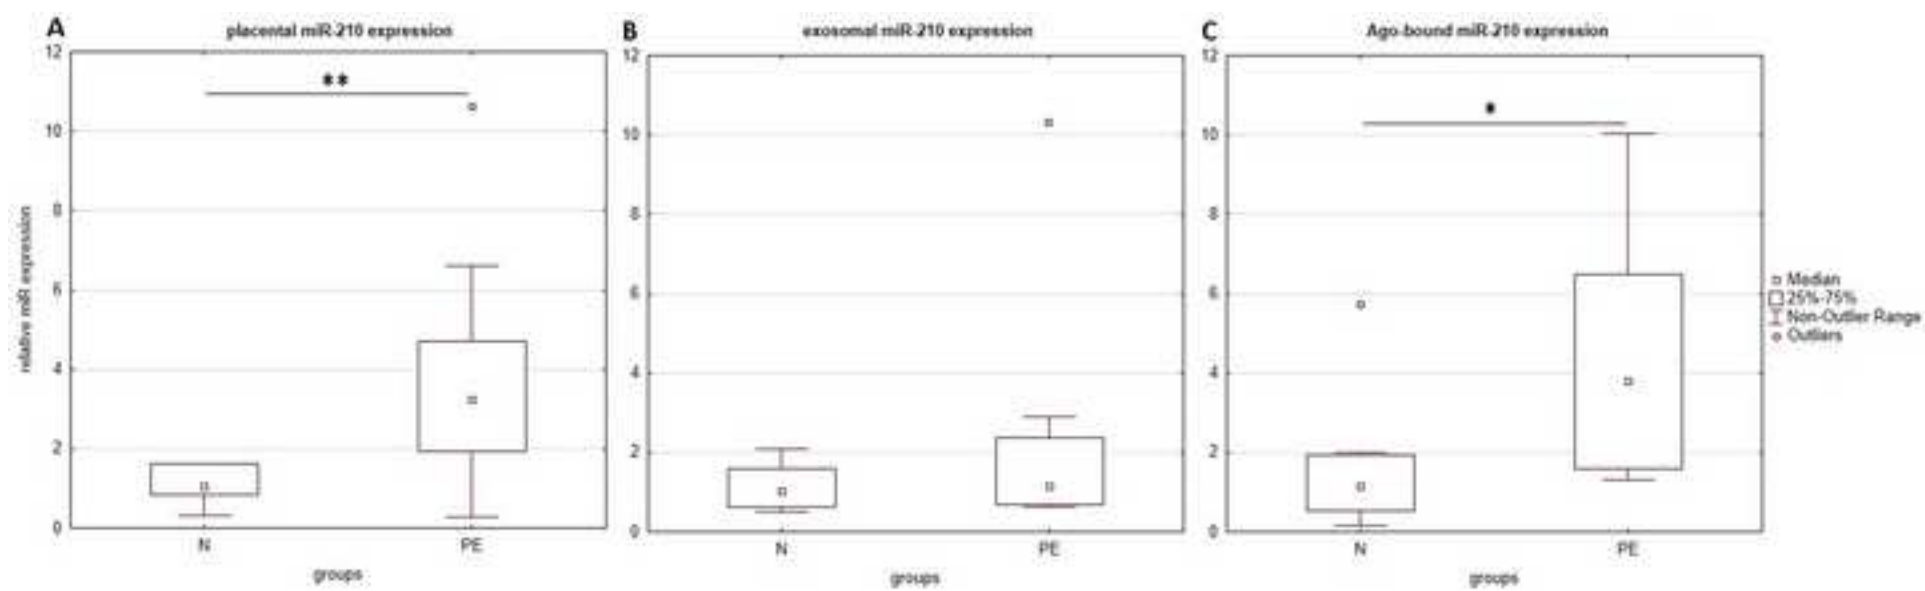 A placental miR-210 expression
12
10
8
6
4
2
0
relative miR expression
**
N PE
groups
B exosomal miR-210 expression
12
10
8
6
4
2
0
N PE
groups
C Ago-bound miR-210 expression
12
10
8
6
4
2
0
*
N PE
groups
Median
25%-75%
Non-Outlier Range
Outliers